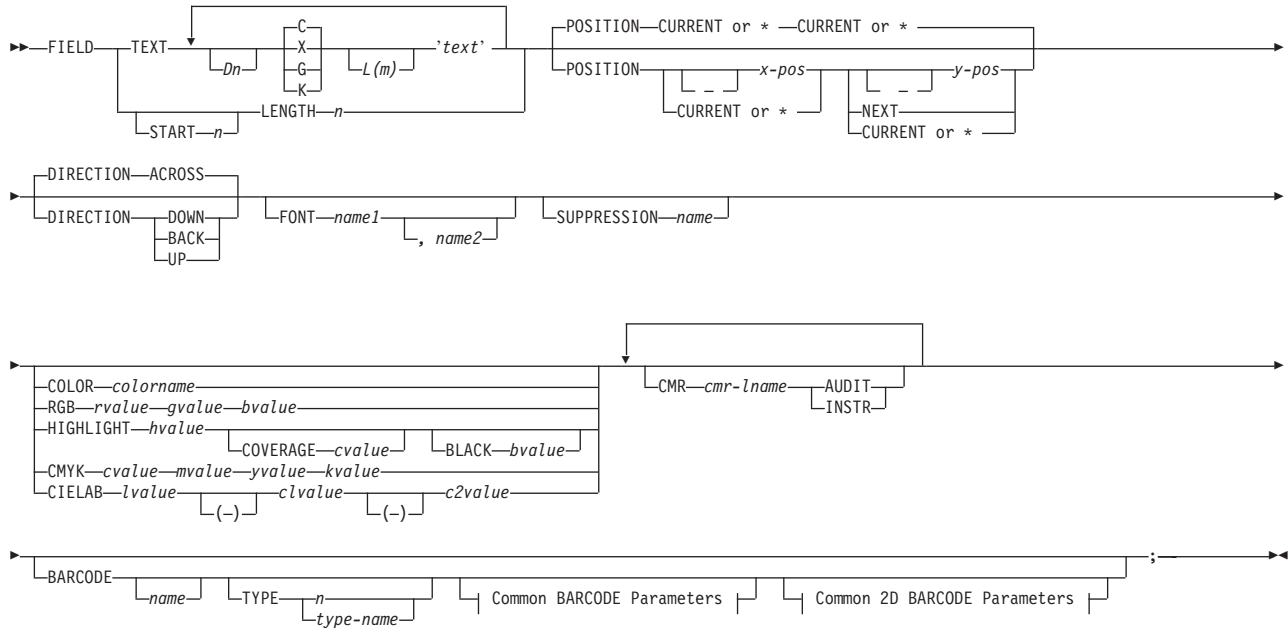 POSITION CURRENT or * CURRENT or *
C
FIELD TEXT X 'text'
Dn G L(m) POSITION x-pos y-pos
K _ _
LENGTH n CURRENT or * NEXT
START n CURRENT or *
DIRECTION ACROSS
DIRECTION DOWN FONT name1 SUPPRESSION name
BACK , name2
UP
COLOR colorname CMR cmr-lname AUDIT
RGB rvalue gvalue bvalue INSTR
HIGHLIGHT hvalue
COVERAGE cvalue BLACK bvalue
CMYK cvalue mvalue yvalue kvalue
CIELAB lvalue c1value c2value
(–) (–)
;
BARCODE
name TYPE n Common BARCODE Parameters Common 2D BARCODE Parameters
type-name